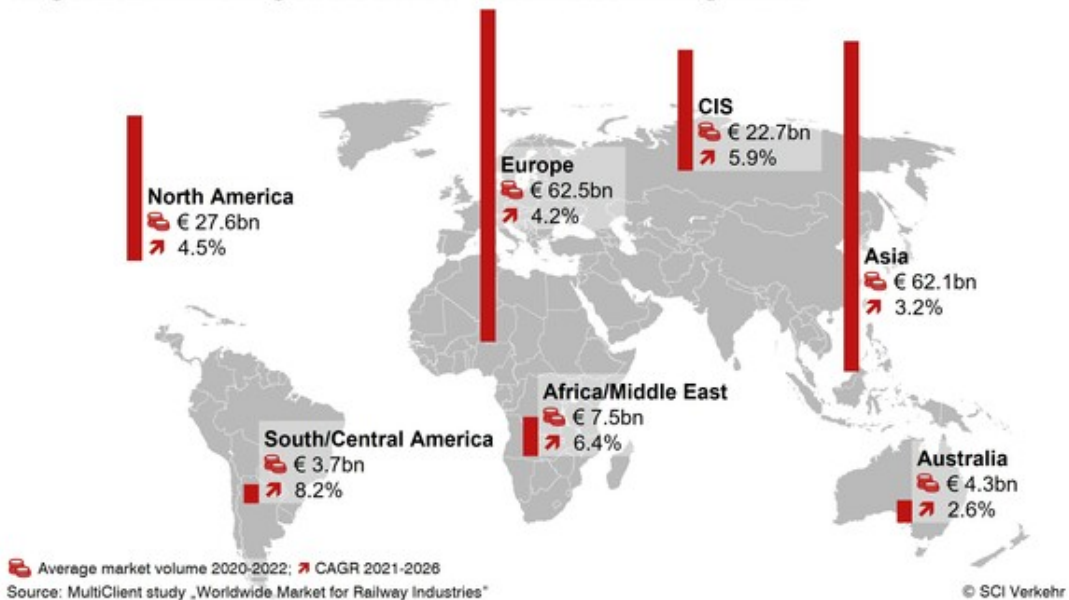 CIS
€ 22.7bn
5.9%
Europe
€ 62.5bn
4.2%
North America
€ 27.6bn
4.5%
Asia
€ 62.1bn
3.2%
Africa/Middle East
€ 7.5bn
6.4%
South/Central America
€ 3.7bn
8.2%
Australia
€ 4.3bn
2.6%
Average market volume 2020-2022; CAGR 2021-2026
Source: MultiClient study „Worldwide Market for Railway Industries”
© SCI Verkehr